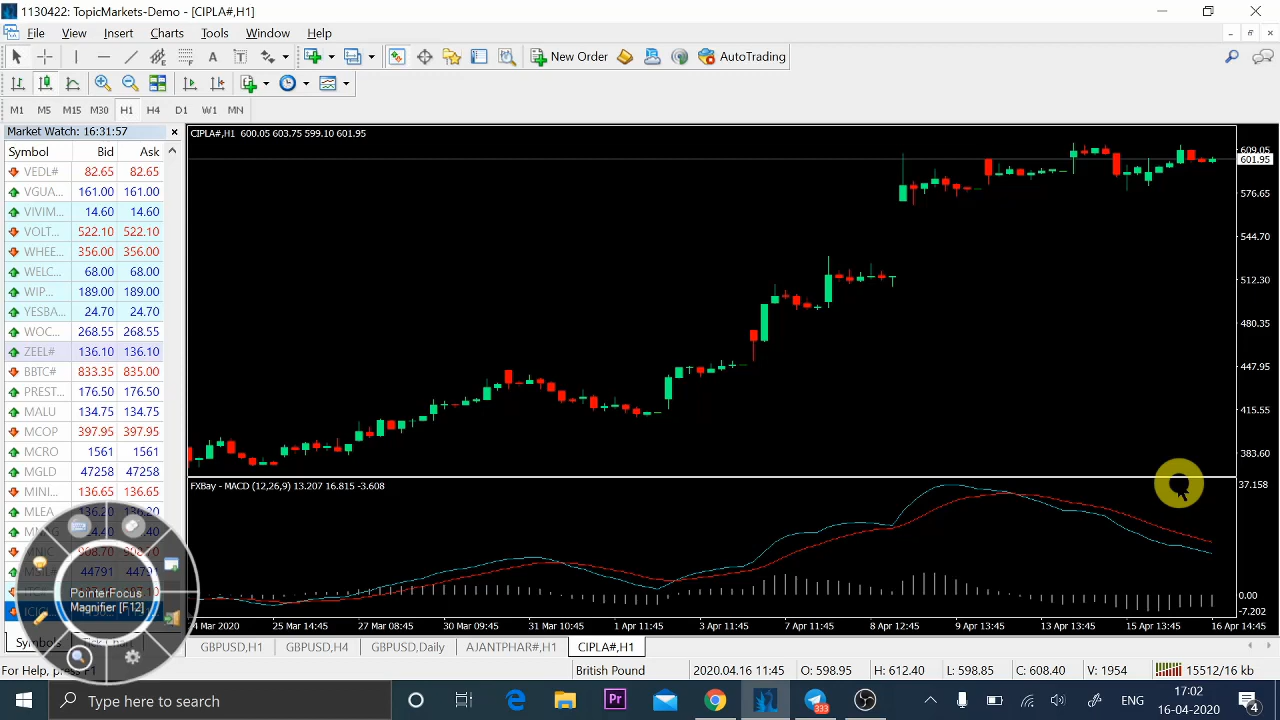 1130422: TopicMarkets-Demo - [CIPLA#,H1]
File View Insert Charts Tools Window Help
New Order AutoTrading
M1 M5 M15 M30 H1 H4 D1 W1 MN
Market Watch: 16:31:57
Symbol Bid Ask
VEDL# 82.65 82.65
VGUA... 161.00 161.00
VIVIM... 14.60 14.60
VOLT... 522.10 522.10
WHEE... 356.00 356.00
WELC... 68.00 68.00
WIP... 189.00 189.00
YESBA... 24.70 24.70
WOC... 268.55 268.55
ZEEL# 136.10 136.10
BBTC# 833.35 835.00
PREST... 176.50 176.50
MALU 134.75 134.75
MCOP 397.95 397.95
MCRO 1561 1561
MGLD 47258 47258
MINI... 136.65 136.65
MLEA 136.20 136.20
908.70
44791
PointerFocus
Magnifier [F12]
CIPLA#,H1 600.05 603.75 599.10 601.95
609.05
601.95
576.65
544.70
512.30
480.35
447.95
415.55
383.60
FXBay - MACD (12,26,9) 13.207 16.815 -3.608
37.158
0.00
-7.202
Mar 2020 25 Mar 14:45 27 Mar 08:45 30 Mar 09:45 31 Mar 10:45 1 Apr 11:45 3 Apr 11:45 7 Apr 11:45 8 Apr 12:45 9 Apr 13:45 13 Apr 14:45 15 Apr 13:45 16 Apr 14:45
GBPUSD,H1 GBPUSD,H4 GBPUSD,Daily AJANTPHAR#,H1 CIPLA#,H1
For Help, press F1 British Pound 2020.04.16 11:45 O: 598.95 H: 612.40 L: 598.85 C: 608.40 V: 1954 15512/16 kb
Type here to search Pr 333 ENG 17:02
16-04-2020 4